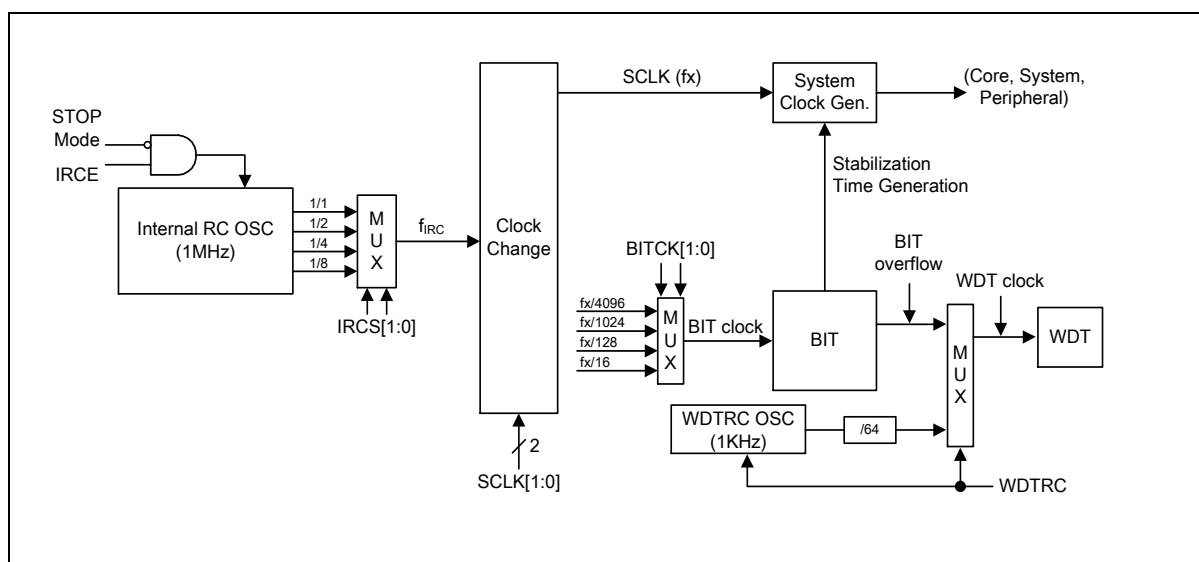 STOP
Mode
IRCE
Internal RC OSC
(1MHz)
1/1
1/2
1/4
1/8
M
U
X
IRCS[1:0]
fIRC
Clock
Change
2
SCLK[1:0]
SCLK (fx)
System
Clock Gen.
(Core, System,
Peripheral)
Stabilization
Time Generation
BITCK[1:0]
fx/4096
fx/1024
fx/128
fx/16
M
U
X
BIT clock
BIT
BIT
overflow
WDT clock
M
U
X
WDT
WDTRC OSC
(1KHz)
/64
WDTRC